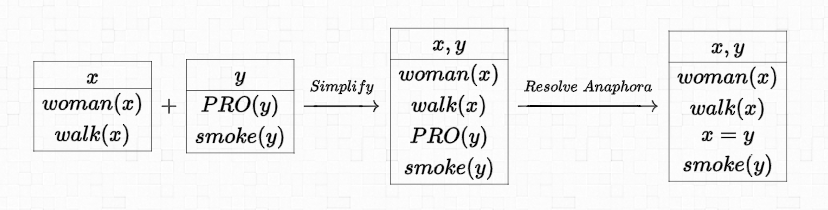 x
woman(x)
walk(x)
+
y
PRO(y)
smoke(y)
Simplify
x, y
woman(x)
walk(x)
PRO(y)
smoke(y)
Resolve Anaphora
x, y
woman(x)
walk(x)
x = y
smoke(y)